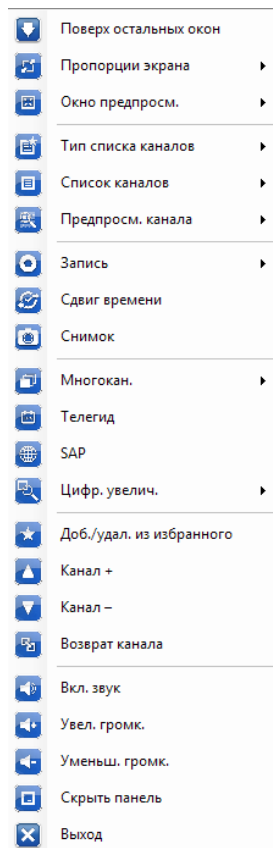 Поверх остальных окон
Пропорции экрана
Окно предпросм.
Тип списка каналов
Список каналов
Предпросм. канала
Запись
Сдвиг времени
Снимок
Многокан.
Телегид
SAP
Цифр. увелич.
Доб./удал. из избранного
Канал +
Канал –
Возврат канала
Вкл. звук
Увел. громк.
Уменьш. громк.
Скрыть панель
Выход